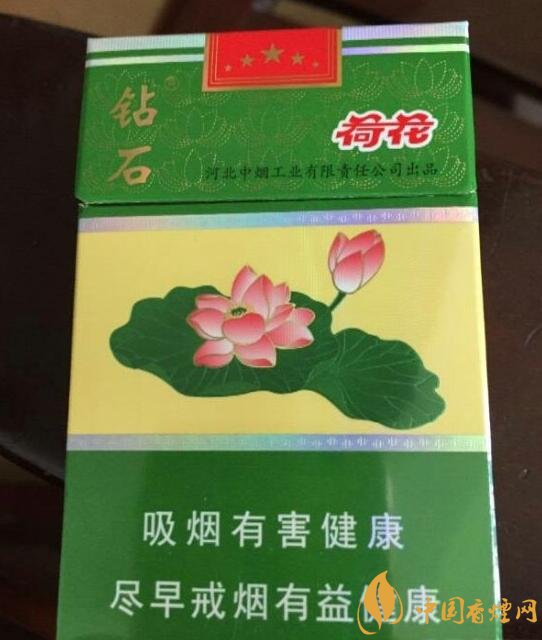 钻石®
荷花
河北中烟工业有限责任公司出品
吸烟有害健康
尽早戒烟有益健康
中国香烟网